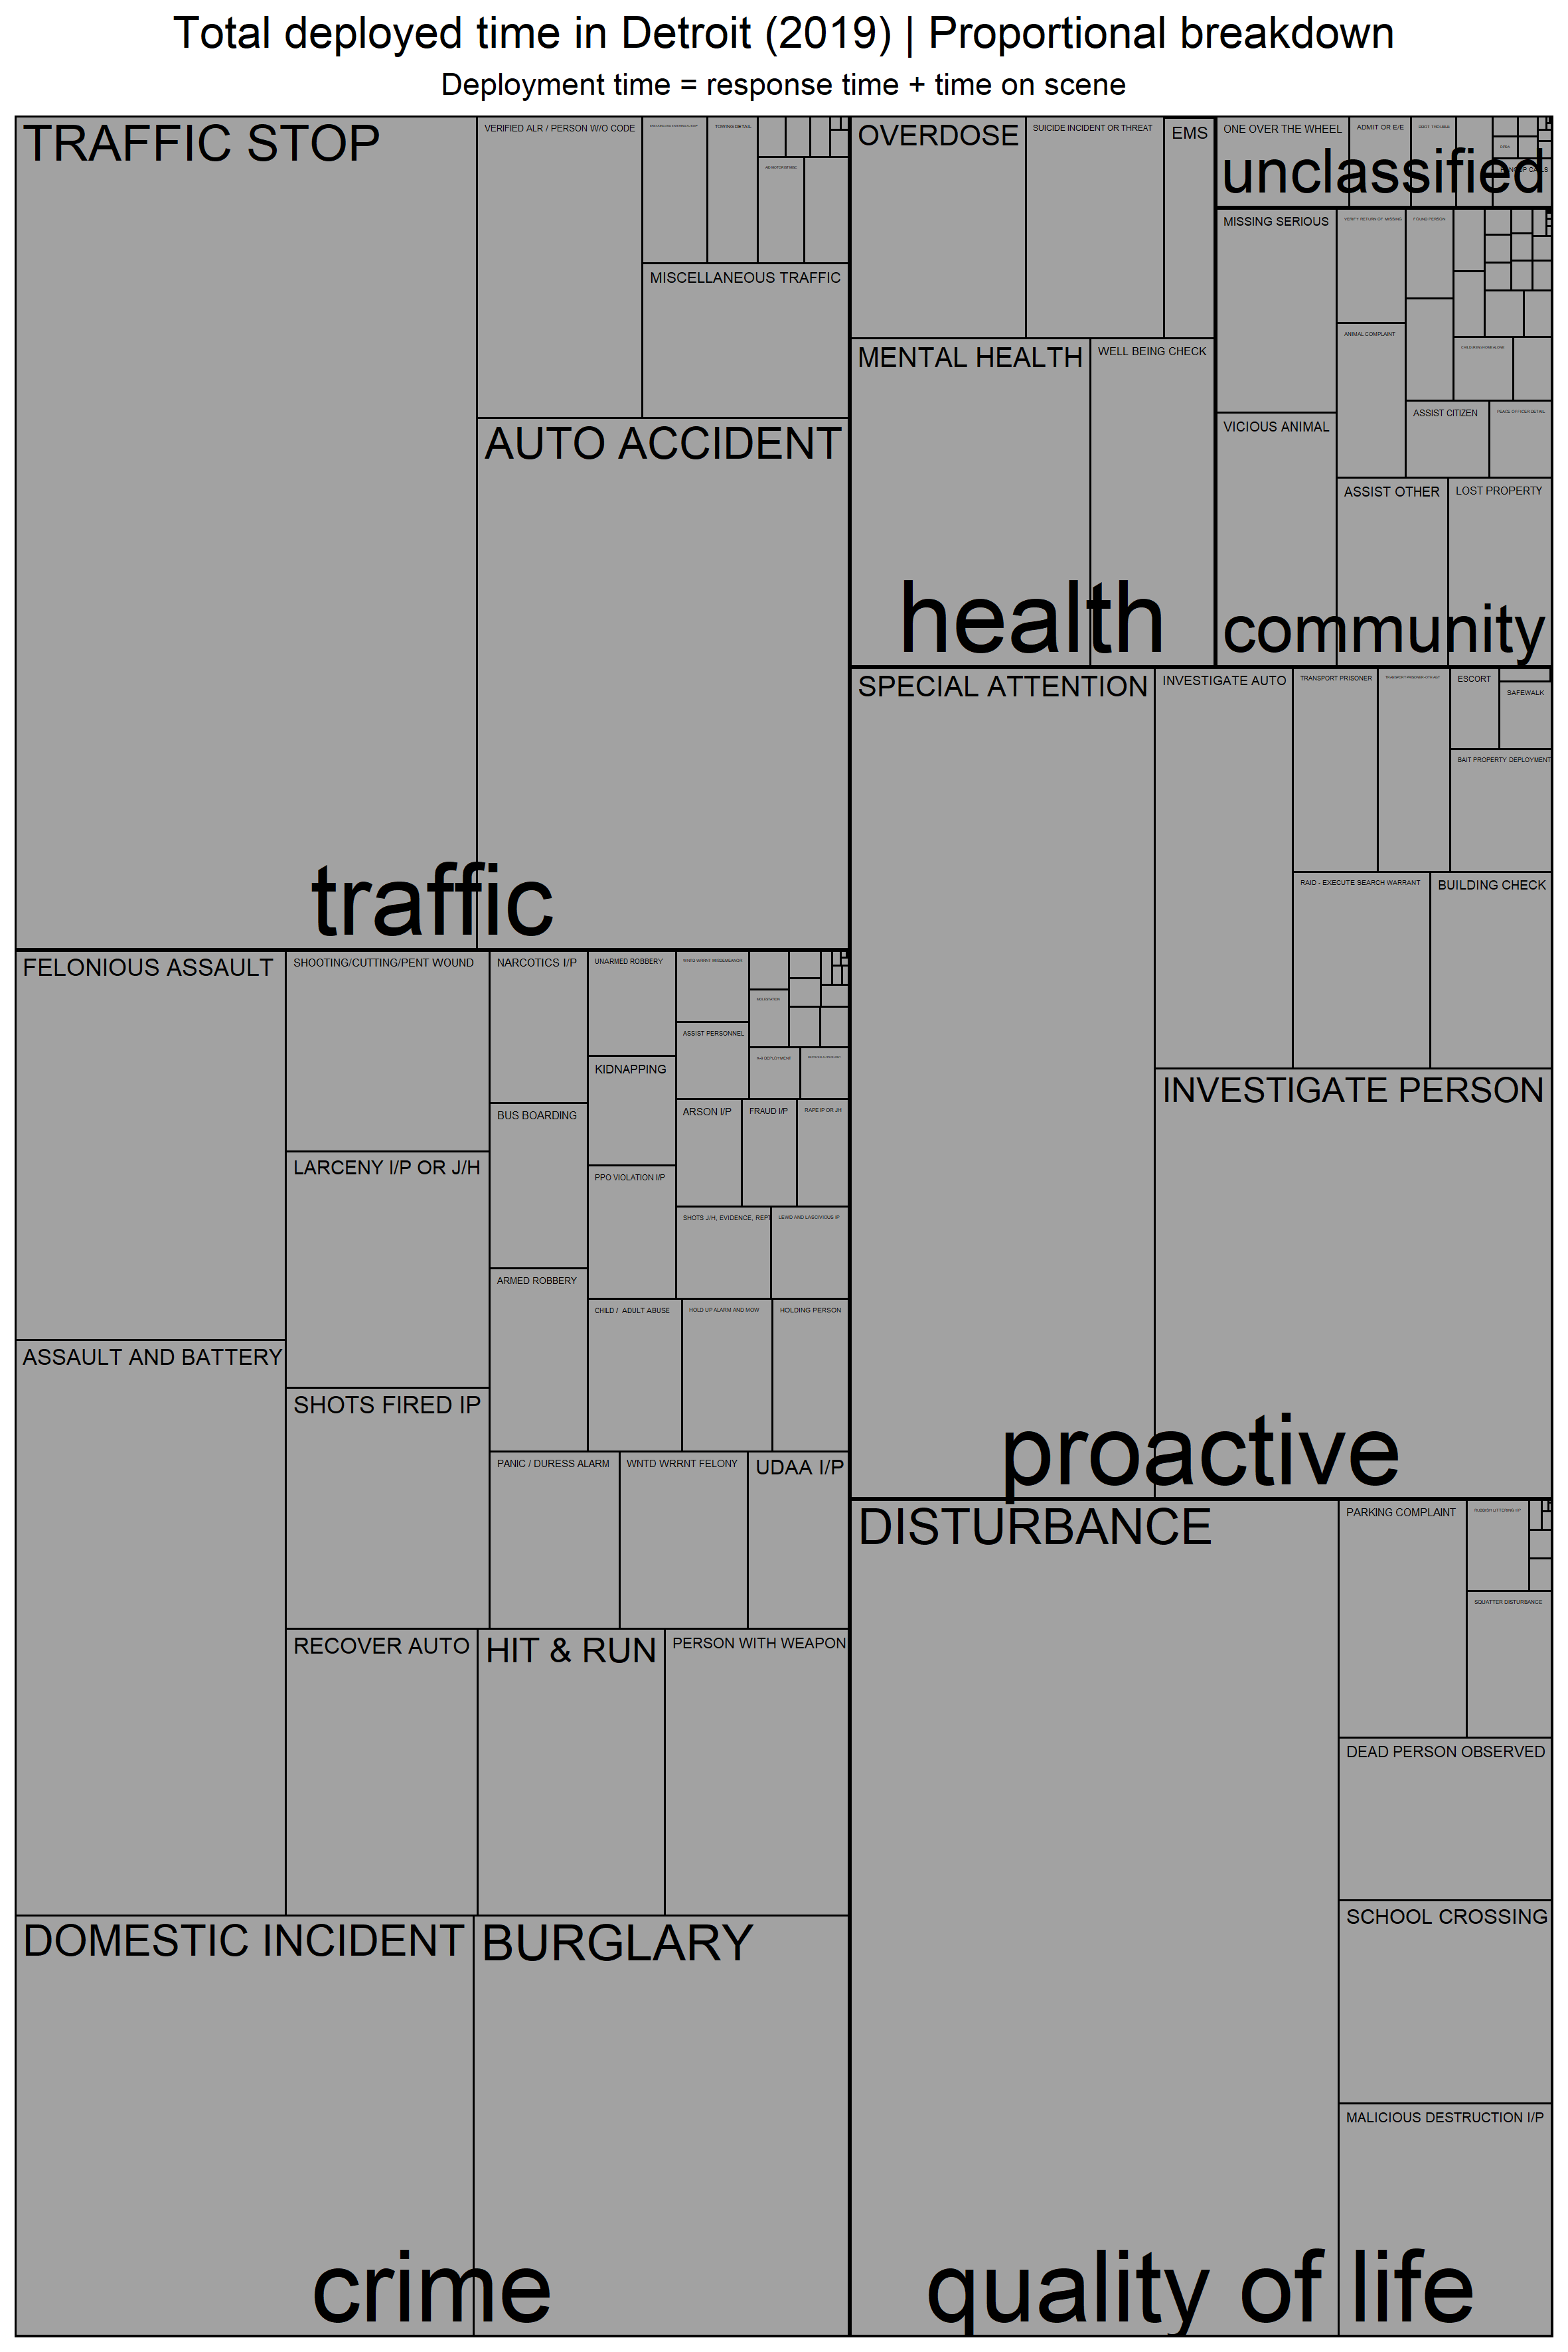 Total deployed time in Detroit (2019) | Proportional breakdown
Deployment time = response time + time on scene
TRAFFIC STOP
VERIFIED ALR / PERSON W/O CODE
TOWING DETAIL
MISCELLANEOUS TRAFFIC
AUTO ACCIDENT
traffic
OVERDOSE
SUICIDE INCIDENT OR THREAT
EMS
MENTAL HEALTH
WELL BEING CHECK
health
ONE OVER THE WHEEL
ADMIT OR E/E
unclassified
MISSING SERIOUS
VERIFY RETURN OF MISSING
FOUND PERSON
ANIMAL COMPLAINT
VICIOUS ANIMAL
ASSIST CITIZEN
ASSIST OTHER
LOST PROPERTY
community
SPECIAL ATTENTION
INVESTIGATE AUTO
TRANSPORT PRISONER
ESCORT
SAFEWALK
BAIT PROPERTY DEPLOYMENT
RAID - EXECUTE SEARCH WARRANT
BUILDING CHECK
INVESTIGATE PERSON
proactive
FELONIOUS ASSAULT
SHOOTING/CUTTING/PENT WOUND
NARCOTICS I/P
UNARMED ROBBERY
ASSIST PERSONNEL
KIDNAPPING
BUS BOARDING
ARSON I/P
FRAUD I/P
RAPE IP OR JH
LARCENY I/P OR J/H
PPO VIOLATION I/P
SHOTS J/H, EVIDENCE, REPT
LEWD AND LASCIVIOUS IP
ARMED ROBBERY
CHILD / ADULT ABUSE
HOLD UP ALARM AND MOW
HOLDING PERSON
ASSAULT AND BATTERY
SHOTS FIRED IP
PANIC / DURESS ALARM
WNTD WRRNT FELONY
UDAA I/P
RECOVER AUTO
HIT & RUN
PERSON WITH WEAPON
DOMESTIC INCIDENT
BURGLARY
crime
DISTURBANCE
PARKING COMPLAINT
SQUATTER DISTURBANCE
DEAD PERSON OBSERVED
SCHOOL CROSSING
MALICIOUS DESTRUCTION I/P
quality of life